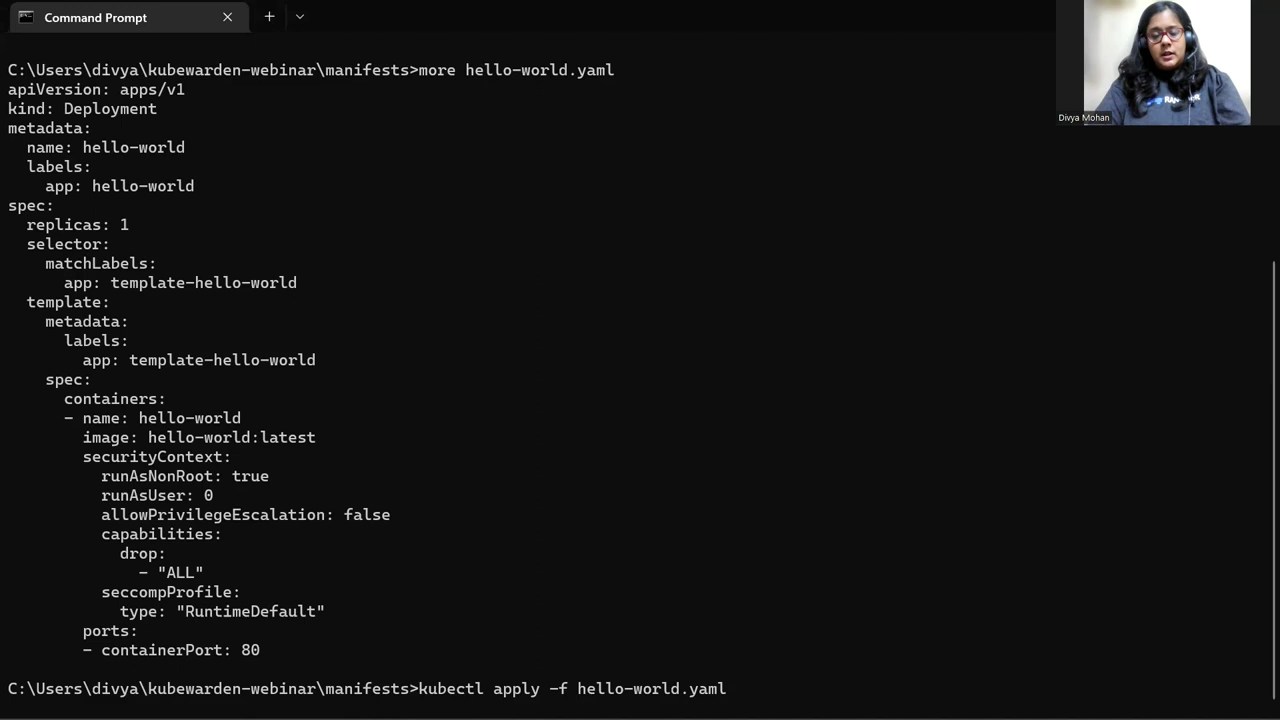 Command Prompt
C:\Users\divya\kubewarden-webinar\manifests>more hello-world.yaml
apiVersion: apps/v1
kind: Deployment
metadata:
  name: hello-world
  labels:
    app: hello-world
spec:
  replicas: 1
  selector:
    matchLabels:
      app: template-hello-world
  template:
    metadata:
      labels:
        app: template-hello-world
    spec:
      containers:
      - name: hello-world
        image: hello-world:latest
        securityContext:
          runAsNonRoot: true
          runAsUser: 0
          allowPrivilegeEscalation: false
          capabilities:
            drop:
              - "ALL"
          seccompProfile:
            type: "RuntimeDefault"
        ports:
        - containerPort: 80
C:\Users\divya\kubewarden-webinar\manifests>kubectl apply -f hello-world.yaml
Divya Mohan